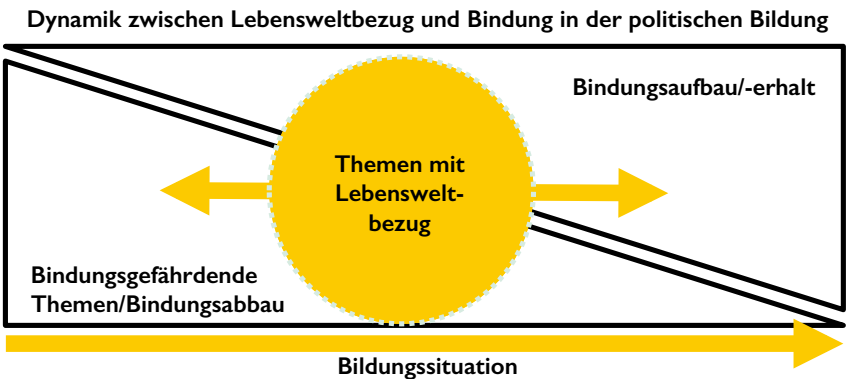 Dynamik zwischen Lebensweltbezug und Bindung in der politischen Bildung
Bindungsaufbau/-erhalt
Themen mit
Lebenswelt-
bezug
Bindungsgefährdende
Themen/Bindungsabbau
Bildungssituation